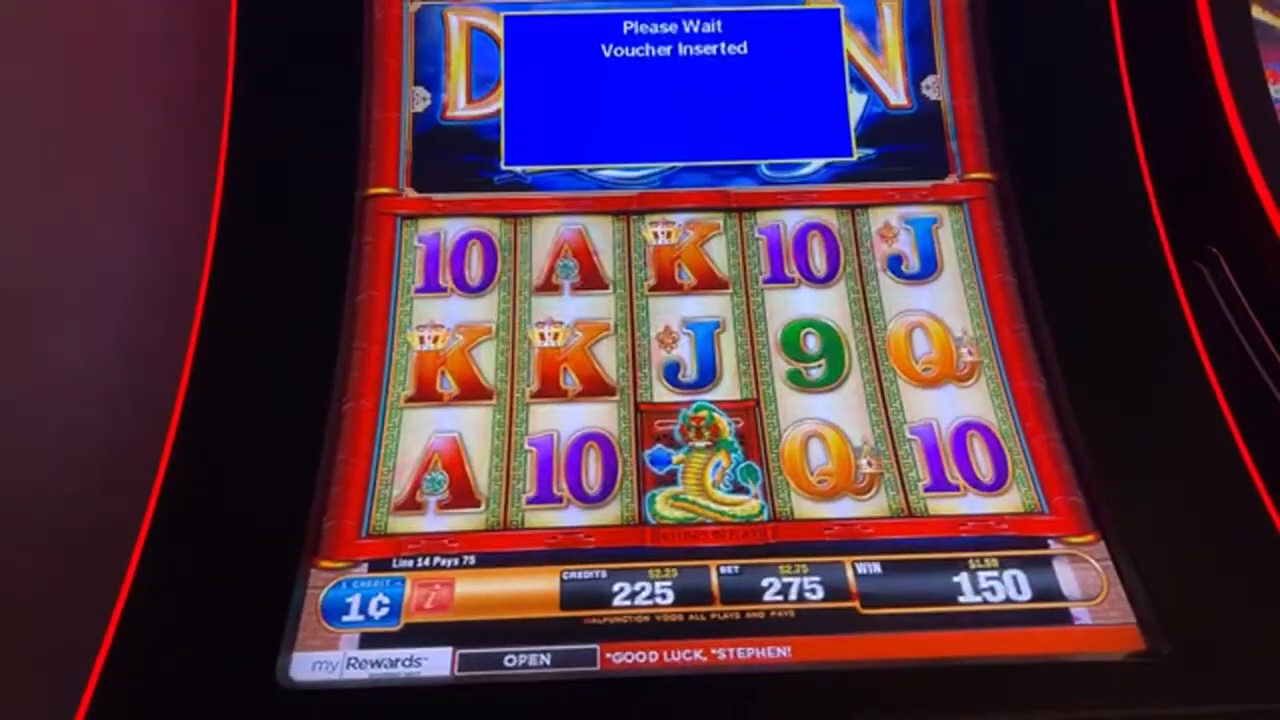 Please Wait
Voucher Inserted
D N
10 A K 10 J
K K J 9 Q
A 10 Q 10
Line 14 Pays 75
1 CREDIT =
1¢
i
CREDITS $2.25
225
BET $2.75
275
WIN $1.50
150
MALFUNCTION VOIDS ALL PLAYS AND PAYS
my|Rewards
OPEN
*GOOD LUCK, *STEPHEN!